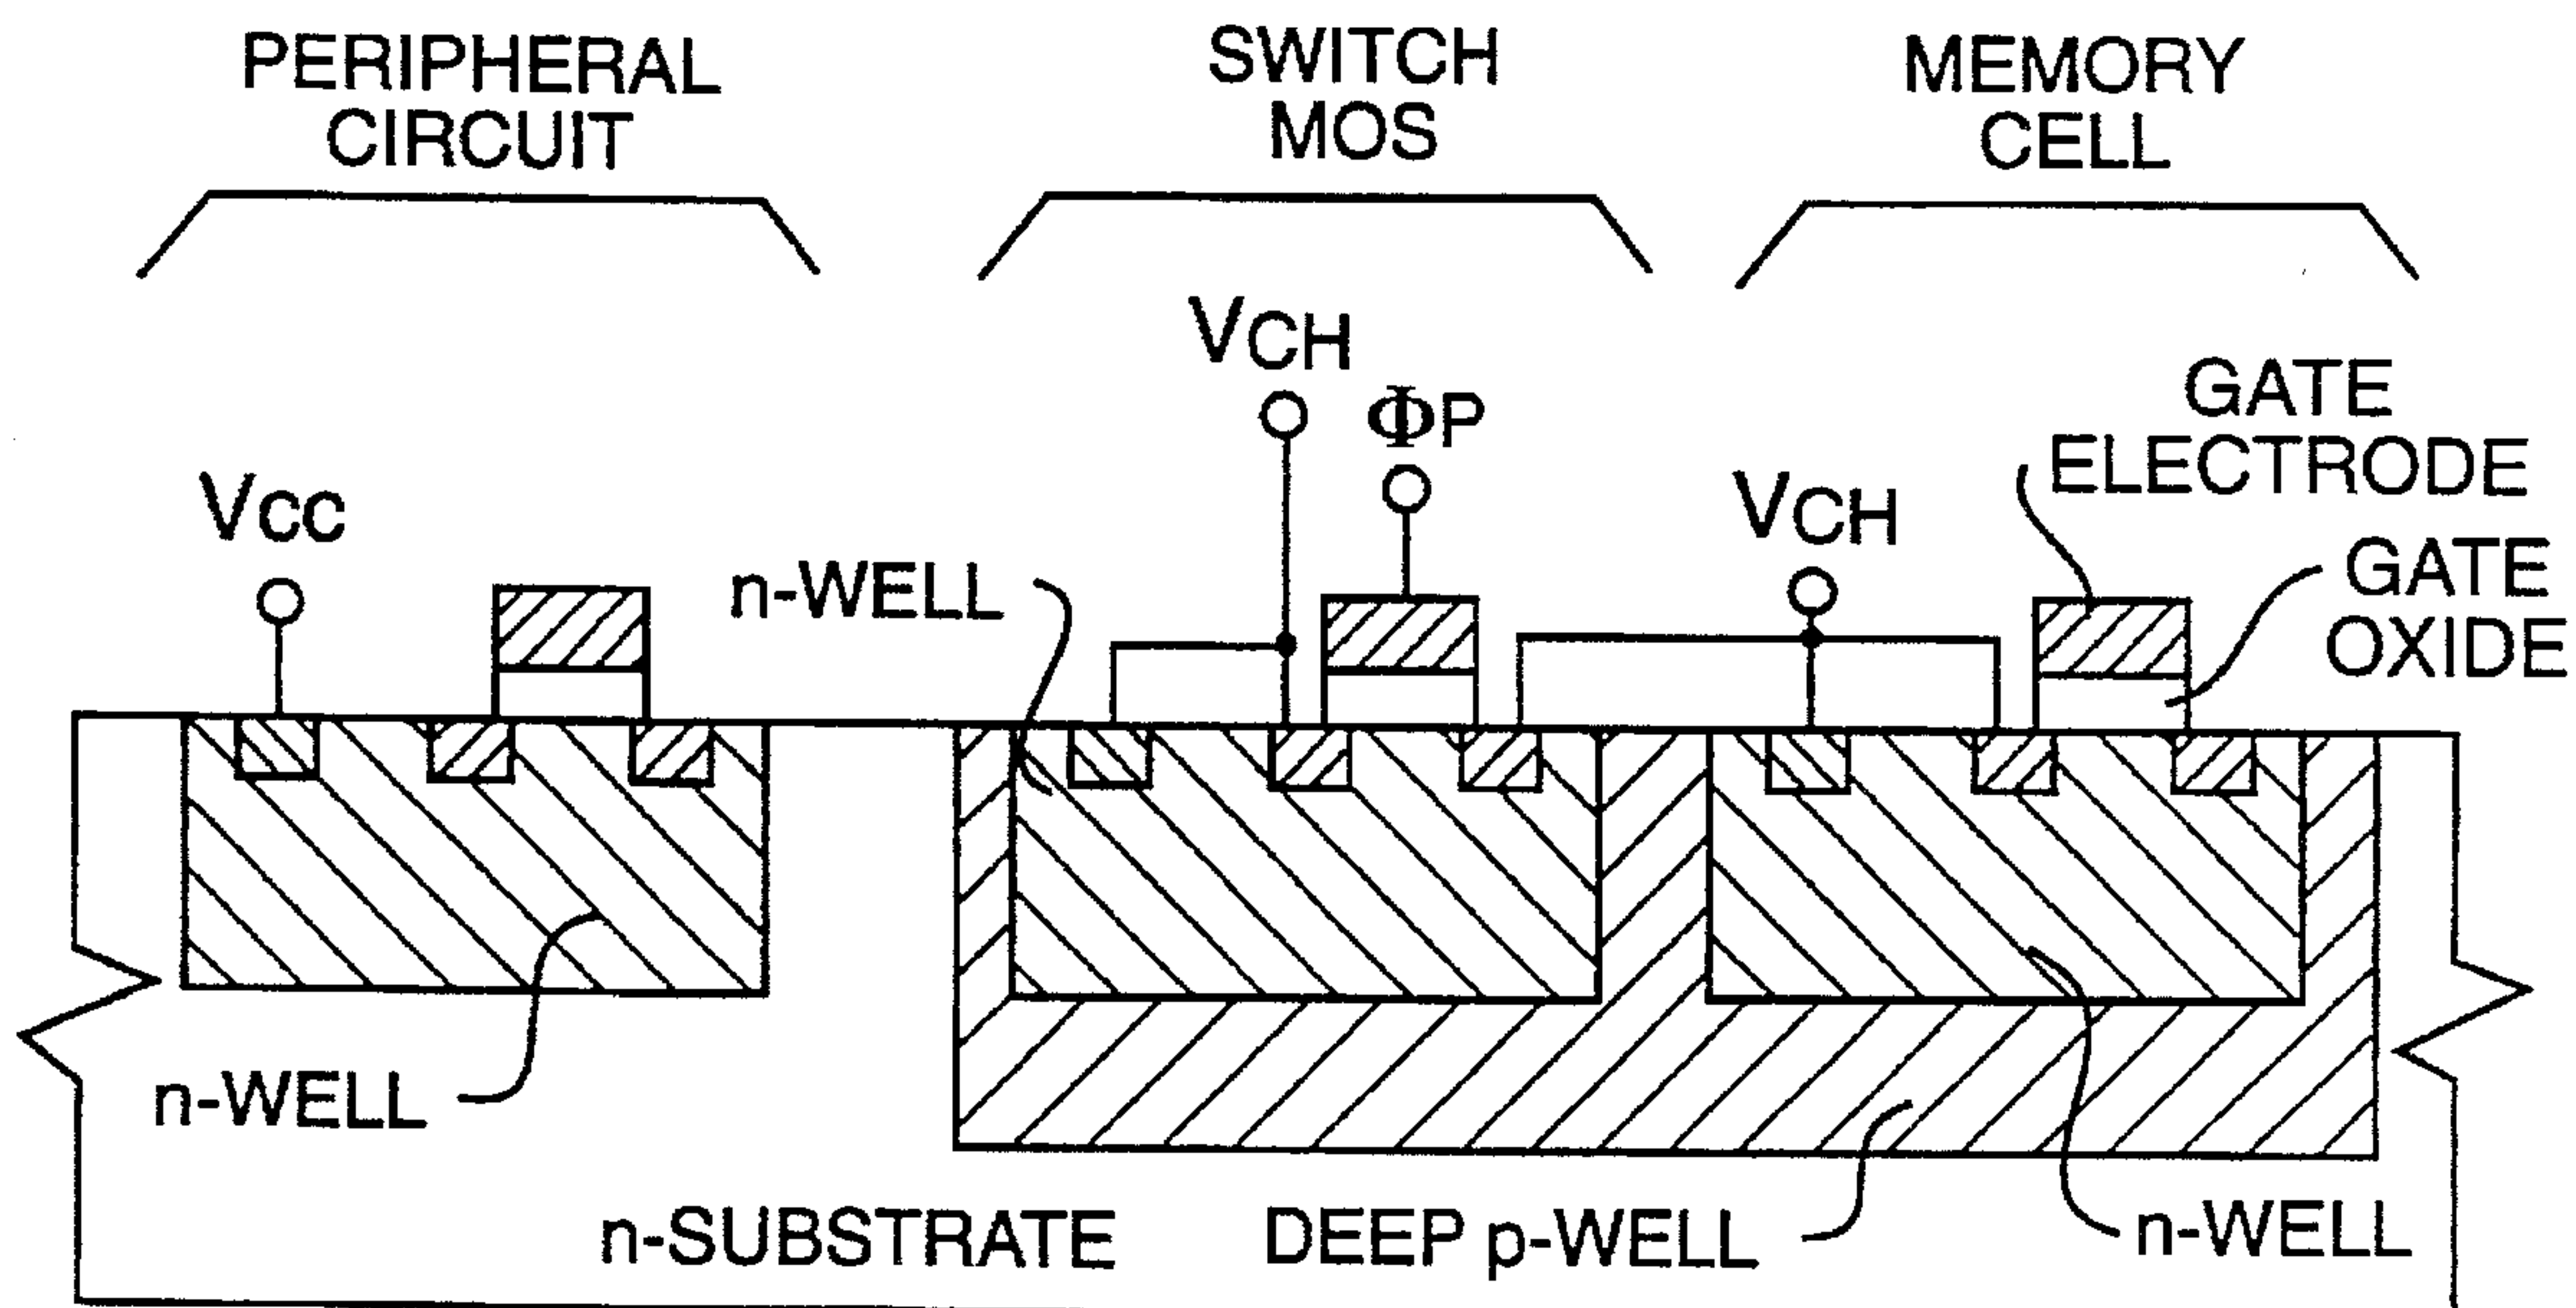 PERIPHERAL
CIRCUIT
SWITCH
MOS
MEMORY
CELL
VCH
ΦP
GATE
ELECTRODE
VCC
VCH
GATE
OXIDE
n-WELL
n-WELL
n-SUBSTRATE
DEEP p-WELL
n-WELL